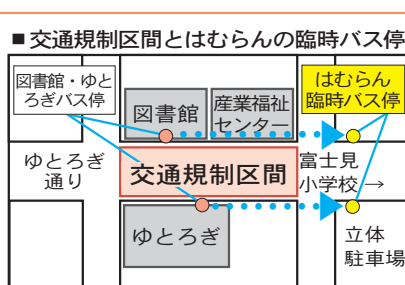 ■交通規制区間とはむらんの臨時バス停
図書館・ゆと
ろぎバス停
図書館
産業福祉
センター
はむらん
臨時バス停
ゆとろぎ
通り
交通規制区間
富士見
小学校→
ゆとろぎ
立体
駐車場